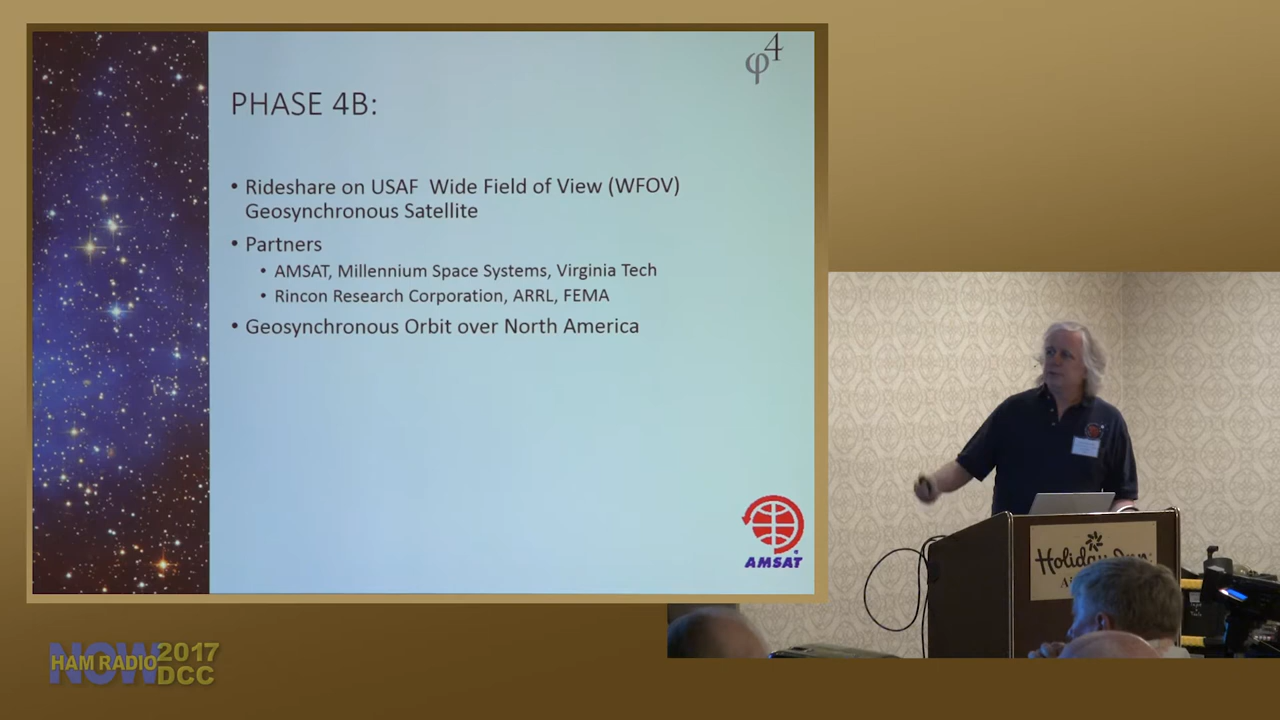 φ4
PHASE 4B:
• Rideshare on USAF Wide Field of View (WFOV)
Geosynchronous Satellite
• Partners
• AMSAT, Millennium Space Systems, Virginia Tech
• Rincon Research Corporation, ARRL, FEMA
• Geosynchronous Orbit over North America
AMSAT
Holiday Inn
NOW
HAM RADIO 2017
DCC